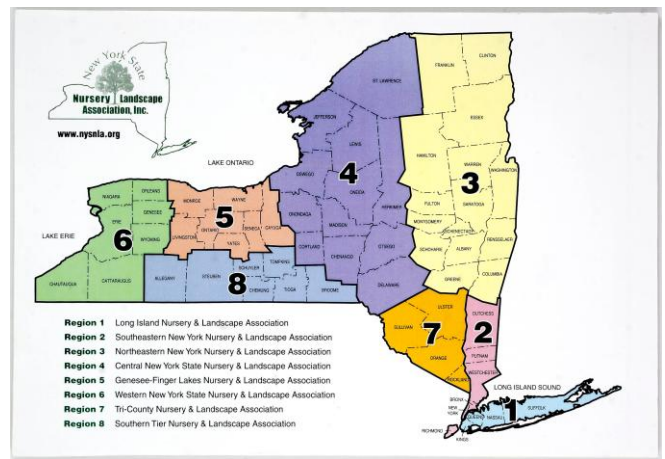 New York State
Nursery Landscape
Association, Inc.
www.nysnla.org
LAKE ONTARIO
LAKE ERIE
LONG ISLAND SOUND
ST. LAWRENCE
FRANKLIN
CLINTON
ESSEX
JEFFERSON
LEWIS
HAMILTON
WARREN
WASHINGTON
OSWEGO
ONEIDA
HERKIMER
FULTON
SARATOGA
MONTGOMERY
SCHENECTADY
RENSSELAER
SCHOHARIE
ALBANY
GREENE
COLUMBIA
ONONDAGA
MADISON
CORTLAND
CHENANGO
OTSEGO
DELAWARE
NIAGARA
ORLEANS
GENESEE
ERIE
WYOMING
CHAUTAUQUA
CATTARAUGUS
MONROE
WAYNE
LIVINGSTON
ONTARIO
SENECA
CAYUGA
YATES
ALLEGANY
STEUBEN
SCHUYLER
TOMPKINS
CHEMUNG
TIOGA
BROOME
SULLIVAN
ULSTER
ORANGE
ROCKLAND
DUTCHESS
PUTNAM
WESTCHESTER
BRONX
NEW YORK
RICHMOND
KINGS
QUEENS
NASSAU
SUFFOLK
1
2
3
4
5
6
7
8
Region 1 Long Island Nursery & Landscape Association
Region 2 Southeastern New York Nursery & Landscape Association
Region 3 Northeastern New York Nursery & Landscape Association
Region 4 Central New York State Nursery & Landscape Association
Region 5 Genesee-Finger Lakes Nursery & Landscape Association
Region 6 Western New York State Nursery & Landscape Association
Region 7 Tri-County Nursery & Landscape Association
Region 8 Southern Tier Nursery & Landscape Association